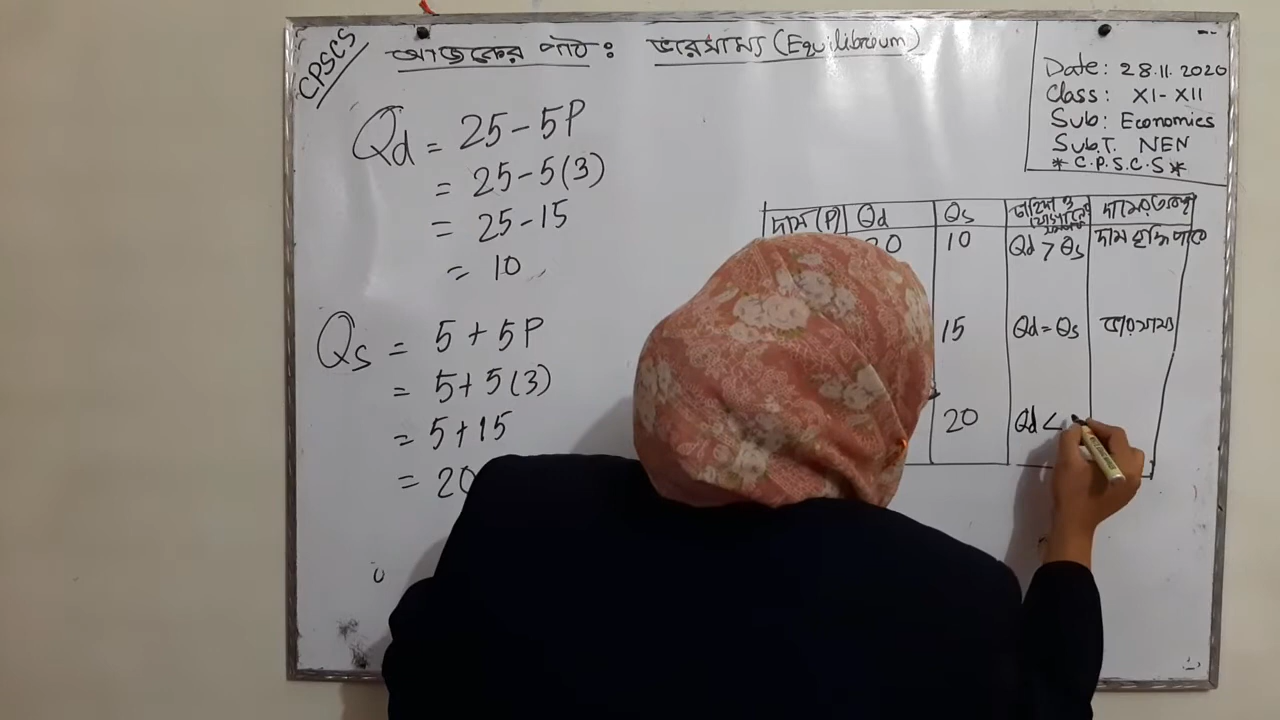 CPSCS
আজকের পাঠ : ভারসাম্য (Equilibrium)
Date: 28.11.2020
Class: XI-XII
Sub: Economics
Sub.T. NEN
* C.P.S.C.S *
Qd = 25 - 5P
= 25 - 5(3)
= 25 - 15
= 10
Qs = 5 + 5P
= 5 + 5(3)
= 5 + 15
= 20
দাম (P) Qd Qs চাহিদা ও যোগানের
20 10 Qd > Qs দাম বৃদ্ধি পাবে
15 Qd = Qs ভারসাম্য
20 Qd <